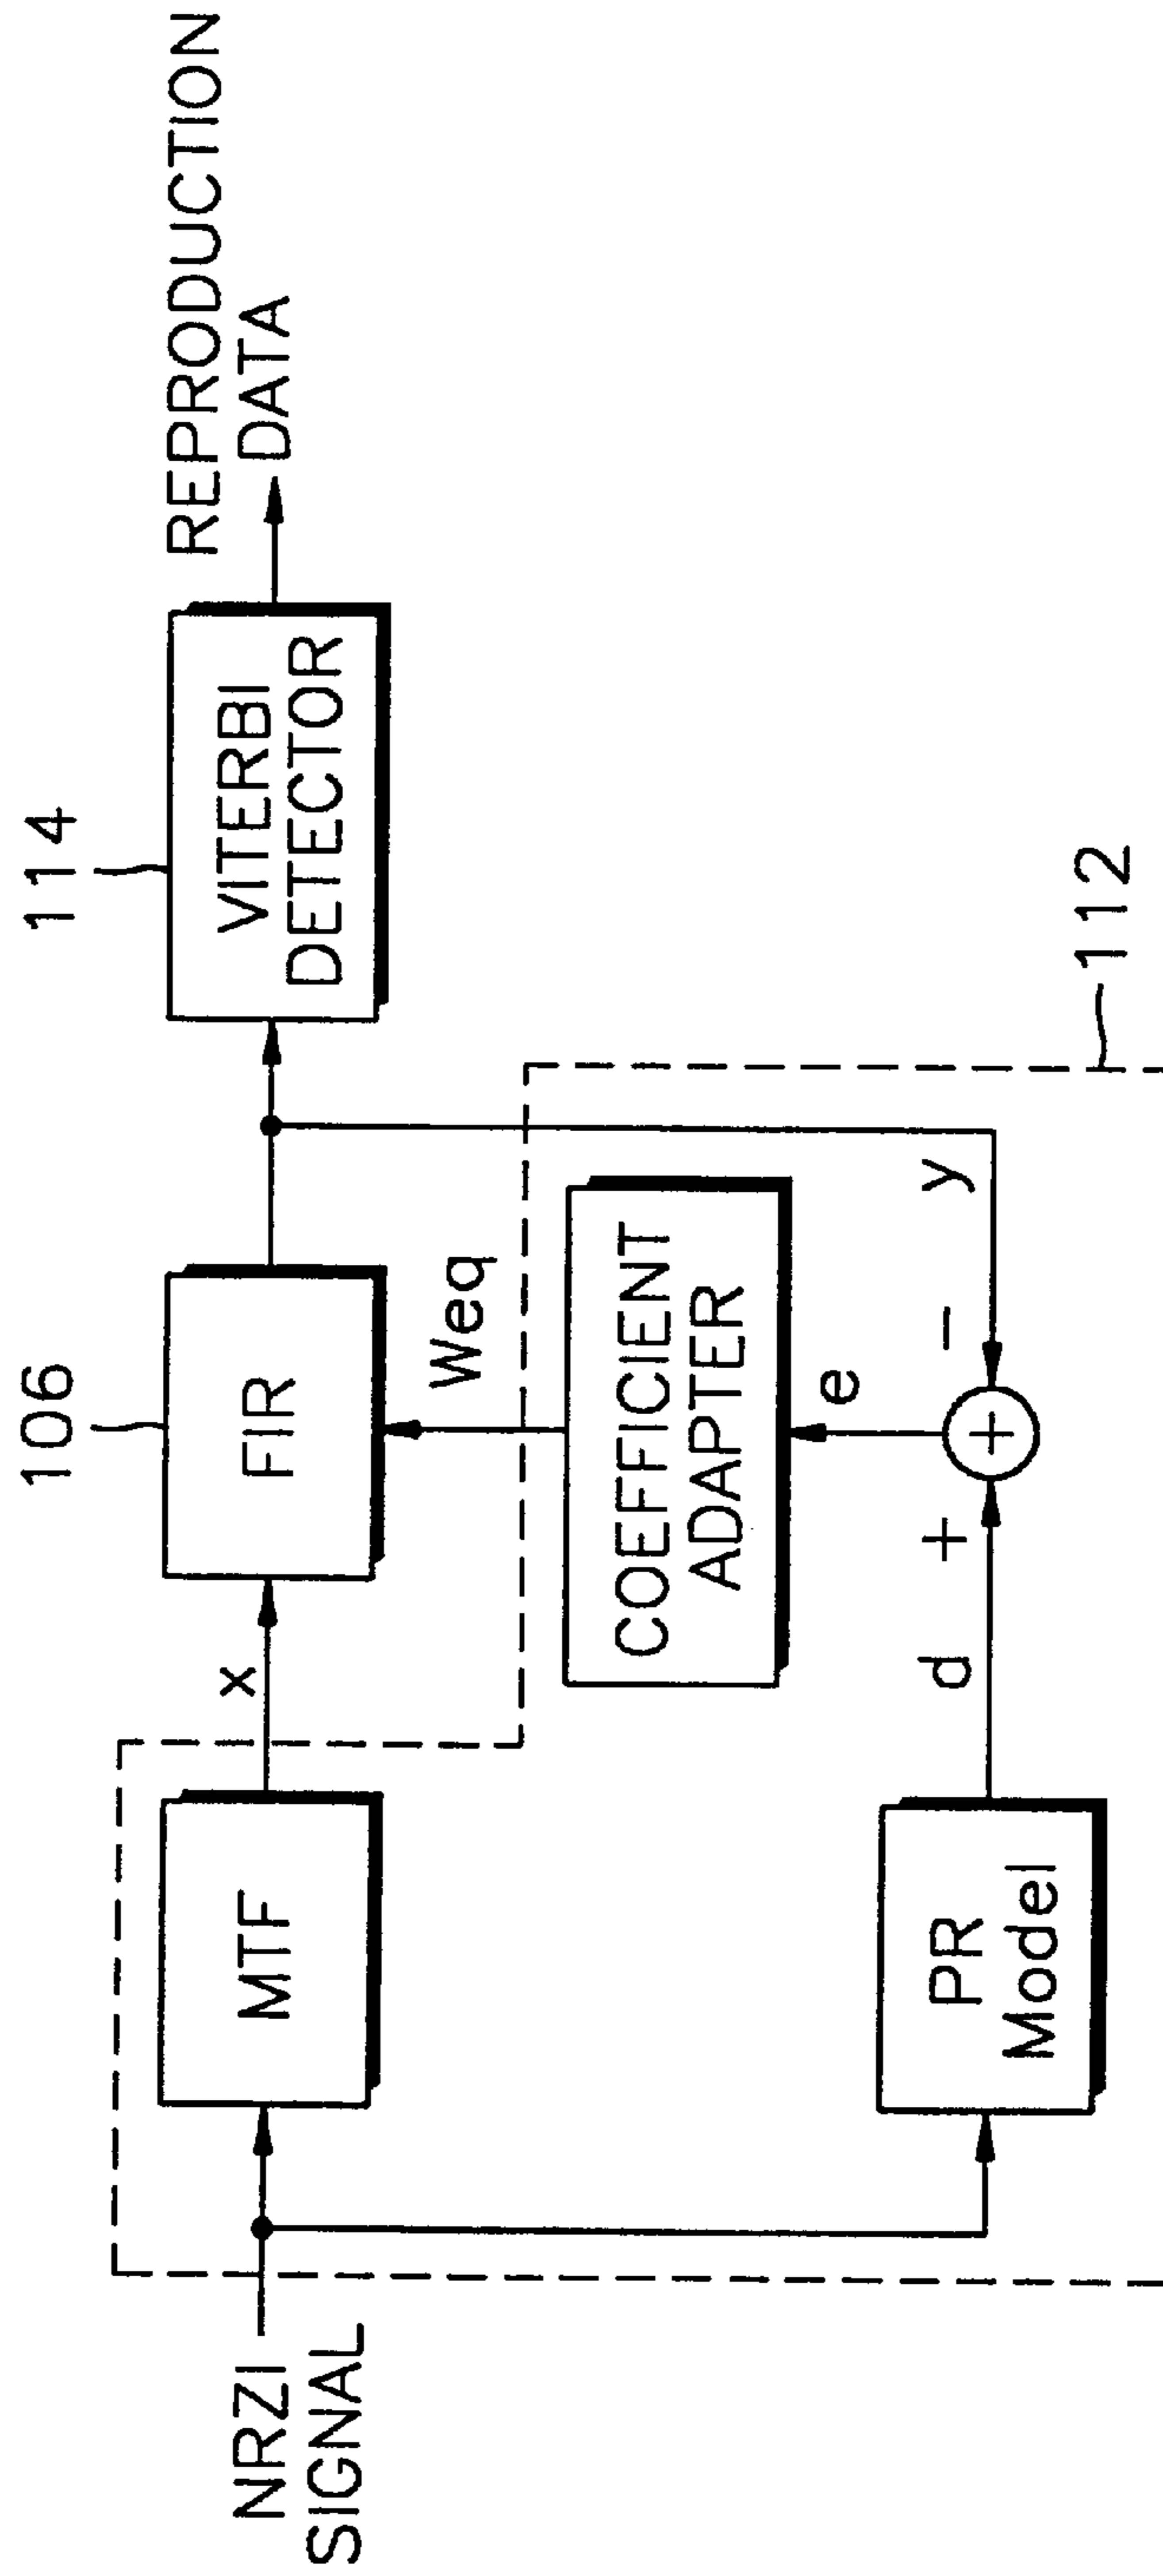 NRZI
SIGNAL
MTF
x
106
FIR
114
VITERBI
DETECTOR
REPRODUCTION
DATA
Weq
COEFFICIENT
ADAPTER
e
PR
Model
d
+
+
−
y
112